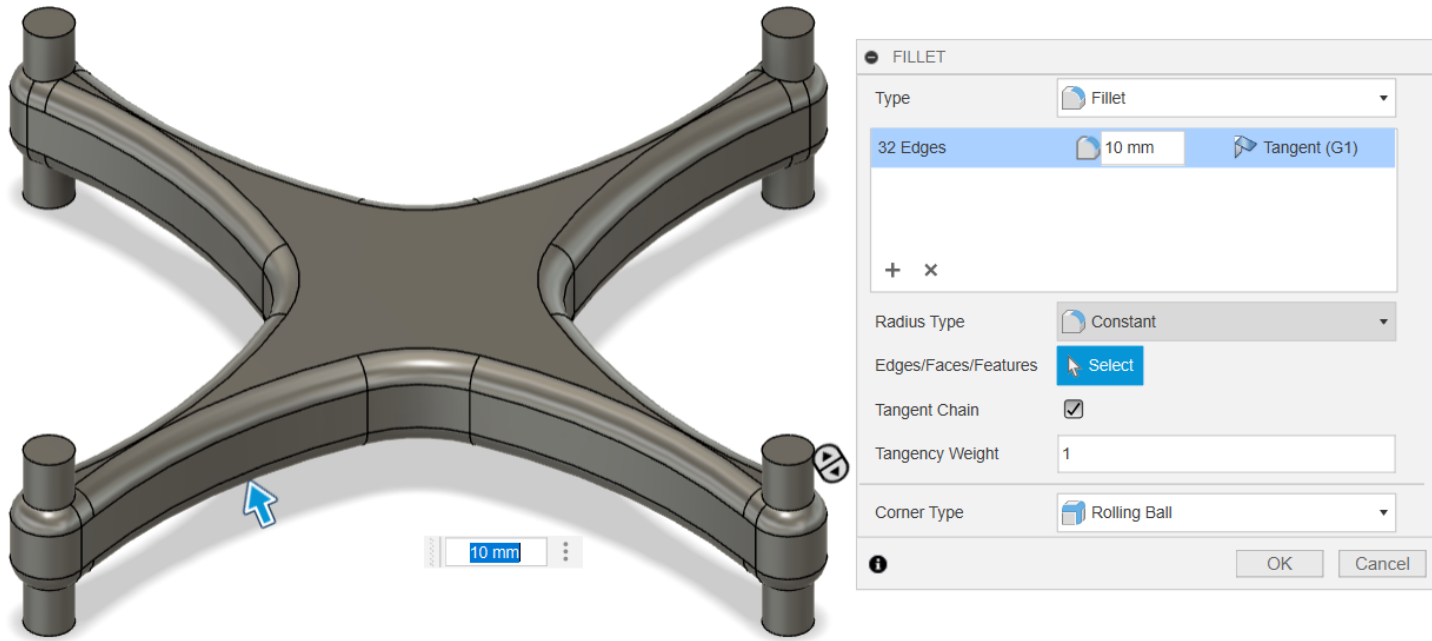 FILLET
Type Fillet
32 Edges 10 mm Tangent (G1)
Radius Type Constant
Edges/Faces/Features Select
Tangent Chain
Tangency Weight 1
Corner Type Rolling Ball
OK Cancel
10 mm